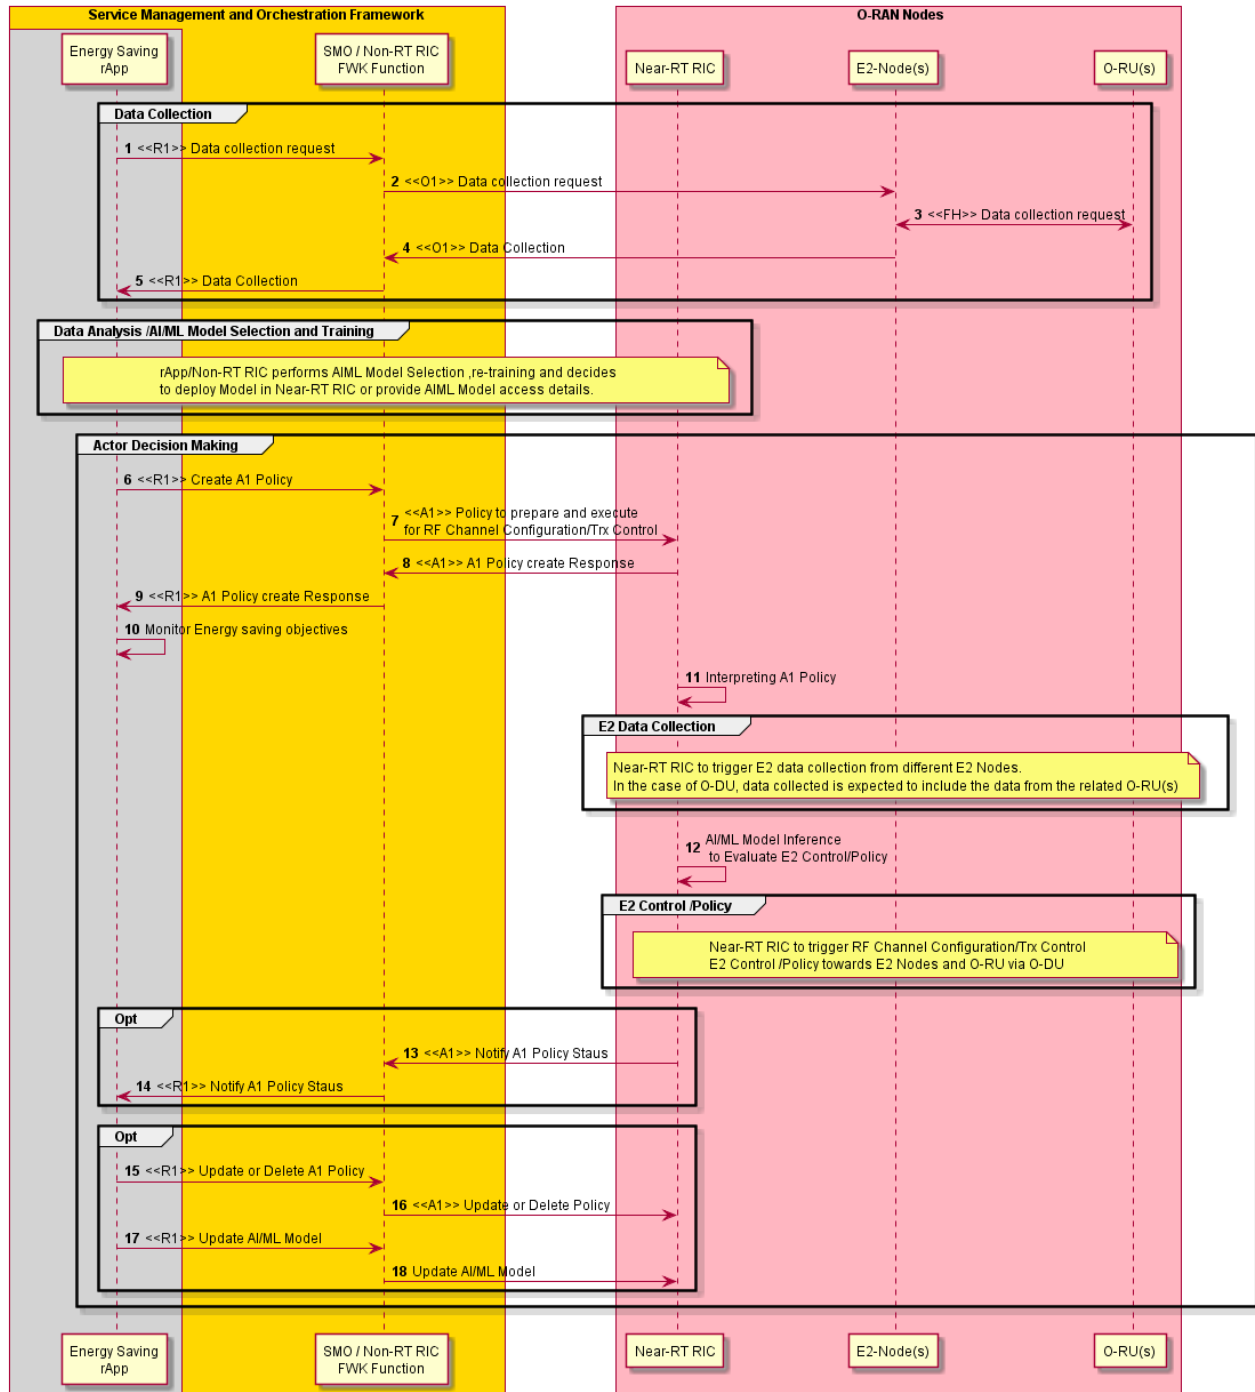 Service Management and Orchestration Framework
O-RAN Nodes
Energy Saving
rApp
SMO / Non-RT RIC
FWK Function
Near-RT RIC
E2-Node(s)
O-RU(s)
Data Collection
1 <<R1>> Data collection request
2 <<O1>> Data collection request
3 <<FH>> Data collection request
4 <<O1>> Data Collection
5 <<R1>> Data Collection
Data Analysis /AI/ML Model Selection and Training
rApp/Non-RT RIC performs AIML Model Selection ,re-training and decides
to deploy Model in Near-RT RIC or provide AIML Model access details.
Actor Decision Making
6 <<R1>> Create A1 Policy
7 <<A1>> Policy to prepare and execute
for RF Channel Configuration/Trx Control
8 <<A1>> A1 Policy create Response
9 <<R1>> A1 Policy create Response
10 Monitor Energy saving objectives
11 Interpreting A1 Policy
E2 Data Collection
Near-RT RIC to trigger E2 data collection from different E2 Nodes.
In the case of O-DU, data collected is expected to include the data from the related O-RU(s)
12 AI/ML Model Inference
to Evaluate E2 Control/Policy
E2 Control /Policy
Near-RT RIC to trigger RF Channel Configuration/Trx Control
E2 Control /Policy towards E2 Nodes and O-RU via O-DU
Opt
13 <<A1>> Notify A1 Policy Staus
14 <<R1>> Notify A1 Policy Staus
Opt
15 <<R1>> Update or Delete A1 Policy
16 <<A1>> Update or Delete Policy
17 <<R1>> Update AI/ML Model
18 Update AI/ML Model
Energy Saving
rApp
SMO / Non-RT RIC
FWK Function
Near-RT RIC
E2-Node(s)
O-RU(s)